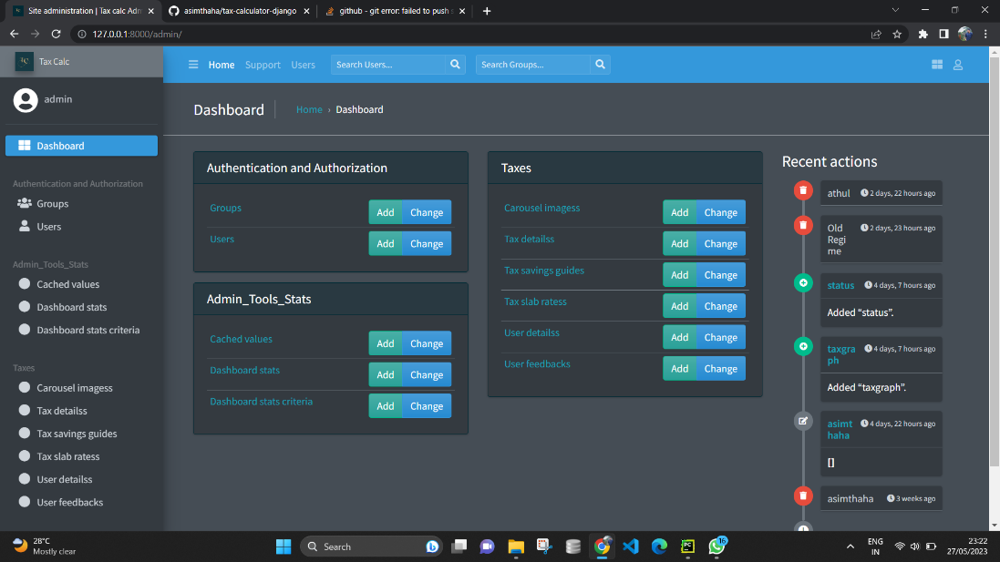 Site administration | Tax calc Adm
asimthaha/tax-calculator-django
github - git error: failed to push s
127.0.0.1:8000/admin/
Tax Calc
Home Support Users Search Users... Search Groups...
admin
Dashboard
Home › Dashboard
Dashboard
Authentication and Authorization
Groups
Users
Admin_Tools_Stats
Cached values
Dashboard stats
Dashboard stats criteria
Taxes
Carousel imagess
Tax detailss
Tax savings guides
Tax slab ratess
User detailss
User feedbacks
Authentication and Authorization
Groups Add Change
Users Add Change
Admin_Tools_Stats
Cached values Add Change
Dashboard stats Add Change
Dashboard stats criteria Add Change
Taxes
Carousel imagess Add Change
Tax detailss Add Change
Tax savings guides Add Change
Tax slab ratess Add Change
User detailss Add Change
User feedbacks Add Change
Recent actions
athul 2 days, 22 hours ago
Old 2 days, 23 hours ago
Regi
me
status 4 days, 7 hours ago
Added “status”.
taxgra 4 days, 7 hours ago
ph
Added “taxgraph”.
asimt 4 days, 22 hours ago
haha
[]
asimthaha 3 weeks ago
28°C
Mostly clear
Search
PC
16
ENG
IN
23:22
27/05/2023